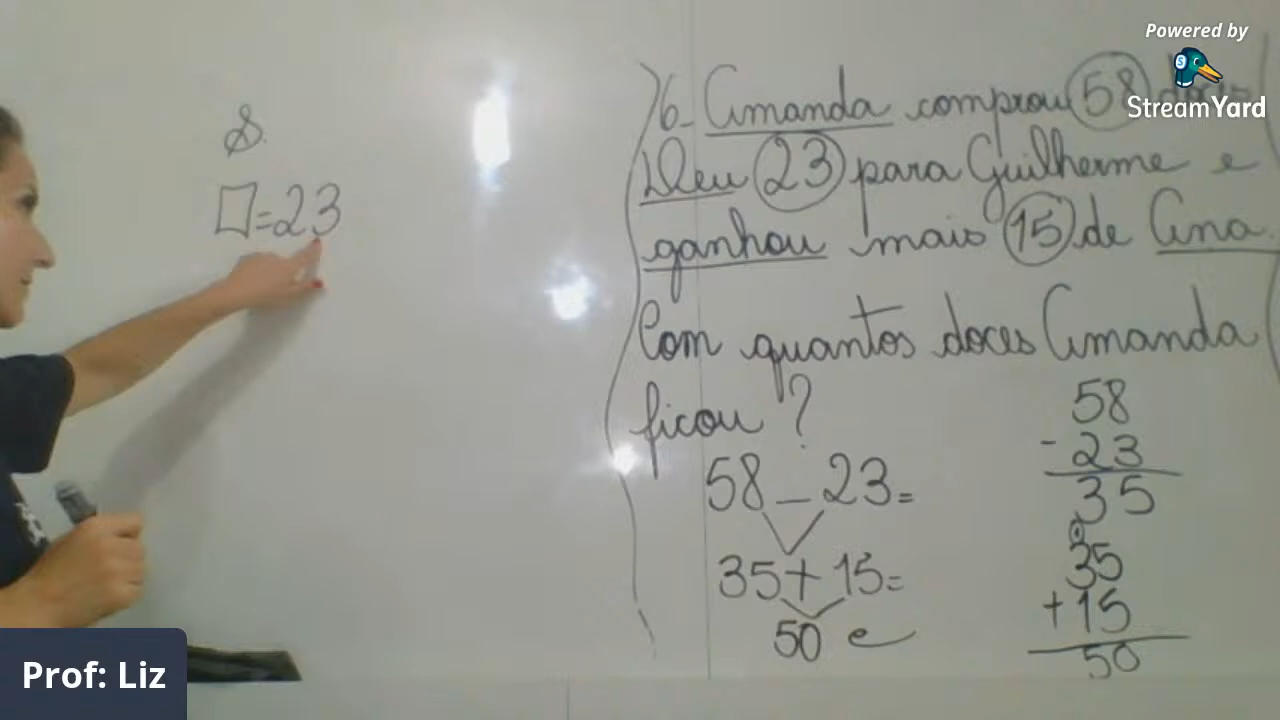 Powered by
StreamYard
S.
□=23
6- Amanda comprou 58
Deu 23 para Guilherme e
ganhou mais 15 de Ana.
Com quantos doces Amanda
ficou?
58 - 23 =
35 + 15 =
50 e
58
- 23
35
35
+ 15
50
Prof: Liz